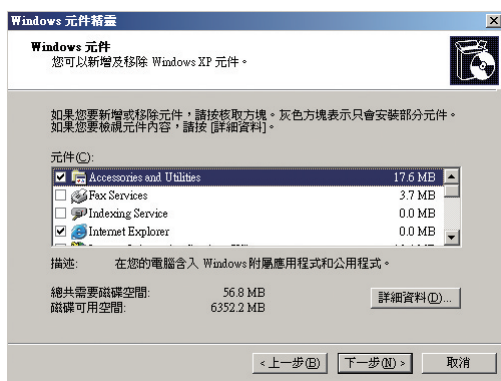 Windows 元件精靈
Windows 元件
您可以新增及移除 Windows XP 元件。
如果您要新增或移除元件，請按核取方塊。灰色方塊表示只會安裝部分元件。
如果您要檢視元件內容，請按 [詳細資料]。
元件(C):
Accessories and Utilities 17.6 MB
Fax Services 3.7 MB
Indexing Service 0.0 MB
Internet Explorer 0.0 MB
描述: 在您的電腦含入 Windows 附屬應用程式和公用程式。
總共需要磁碟空間: 56.8 MB
磁碟可用空間: 6352.2 MB
詳細資料(D)...
< 上一步(B) 下一步(N) > 取消